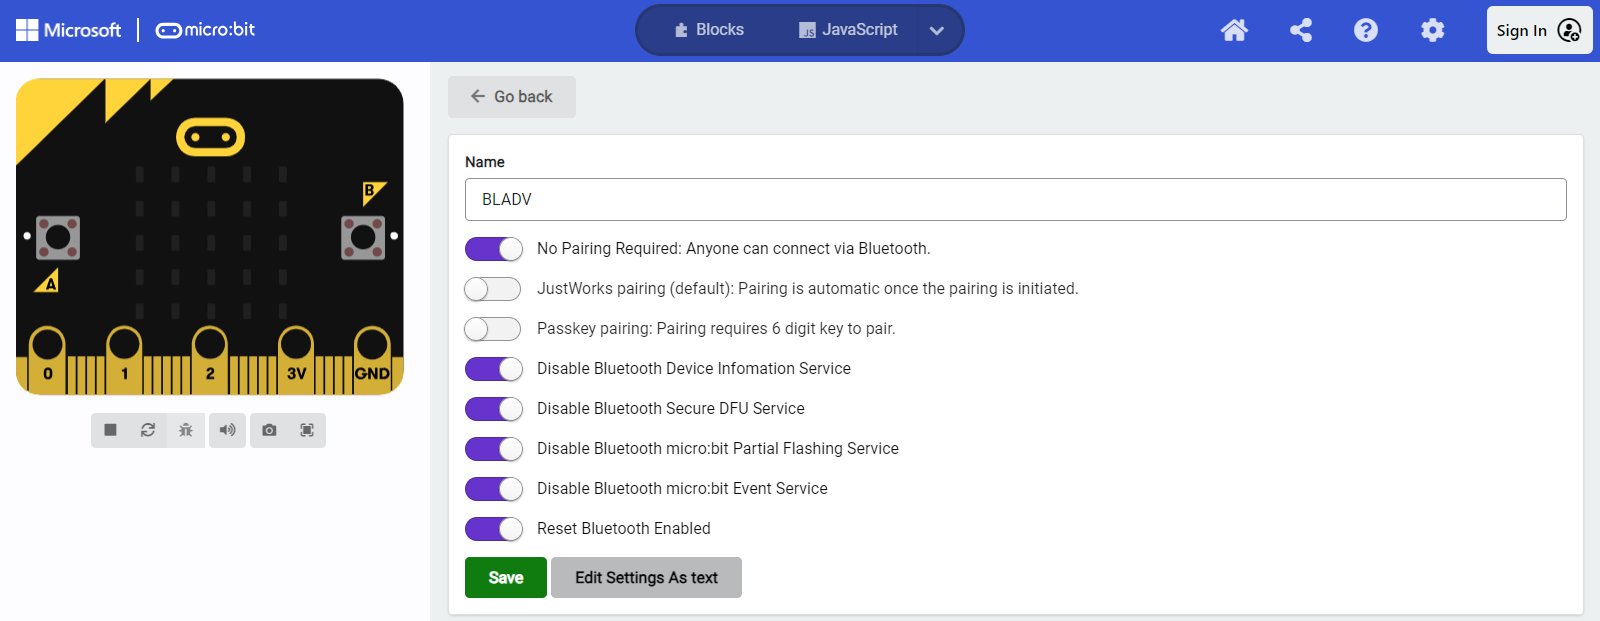 Microsoft | micro:bit
Blocks JavaScript
JS
Sign In
Go back
Name
BLADV
B
A
0 1 2 3V GND
No Pairing Required: Anyone can connect via Bluetooth.
JustWorks pairing (default): Pairing is automatic once the pairing is initiated.
Passkey pairing: Pairing requires 6 digit key to pair.
Disable Bluetooth Device Infomation Service
Disable Bluetooth Secure DFU Service
Disable Bluetooth micro:bit Partial Flashing Service
Disable Bluetooth micro:bit Event Service
Reset Bluetooth Enabled
Save Edit Settings As text